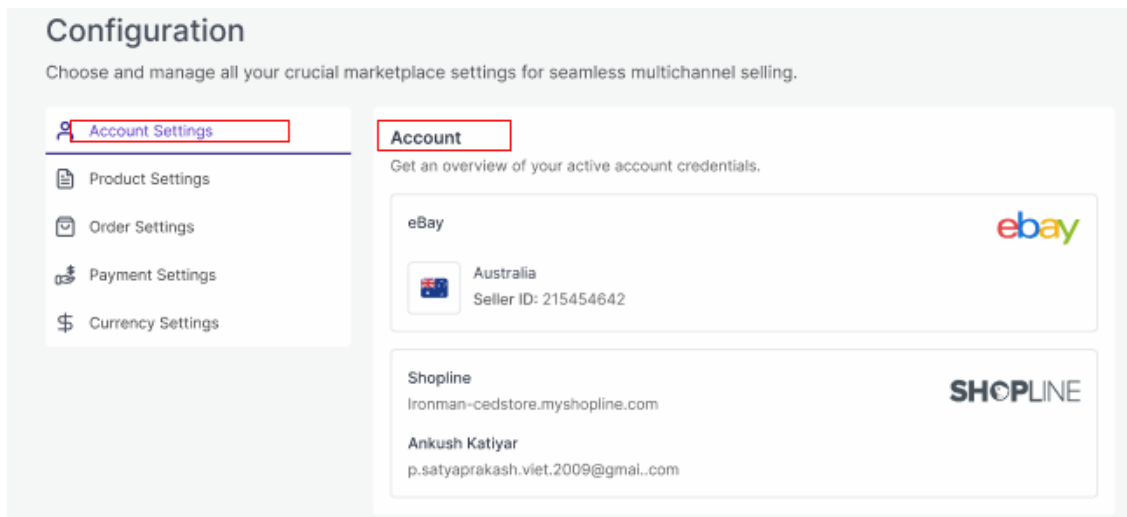 Configuration
Choose and manage all your crucial marketplace settings for seamless multichannel selling.
Account Settings
Product Settings
Order Settings
Payment Settings
Currency Settings
Account
Get an overview of your active account credentials.
eBay
ebay
Australia
Seller ID: 215454642
Shopline
SHOPLINE
Ironman-cedstore.myshopline.com
Ankush Katiyar
p.satyaprakash.viet.2009@gmai..com